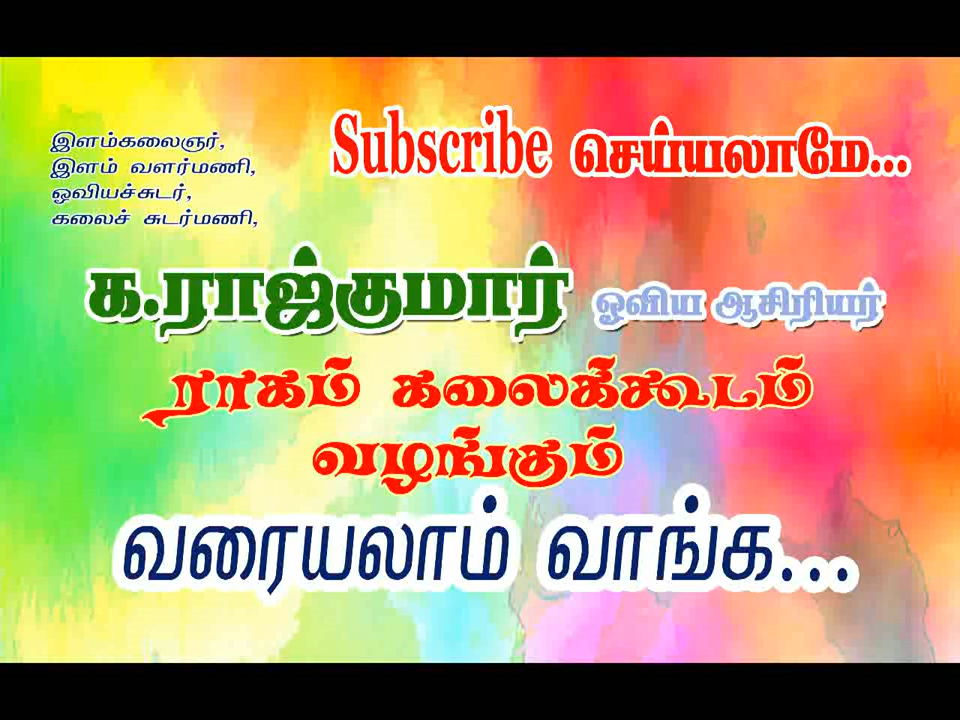 இளம்கலைஞர்,
இளம் வளர்மணி,
ஓவியச்சுடர்,
கலைச் சுடர்மணி,
Subscribe செய்யலாமே...
க.ராஜ்குமார் ஓவிய ஆசிரியர்
ராகம் கலைக்கூடம்
வழங்கும்
வரையலாம் வாங்க...